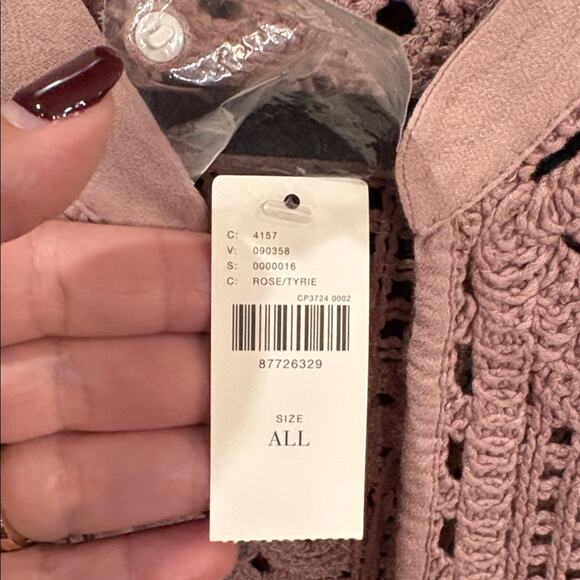 C: 4157
V: 090358
S: 0000016
C: ROSE/TYRIE
CP3724 0002
87726329
SIZE
ALL